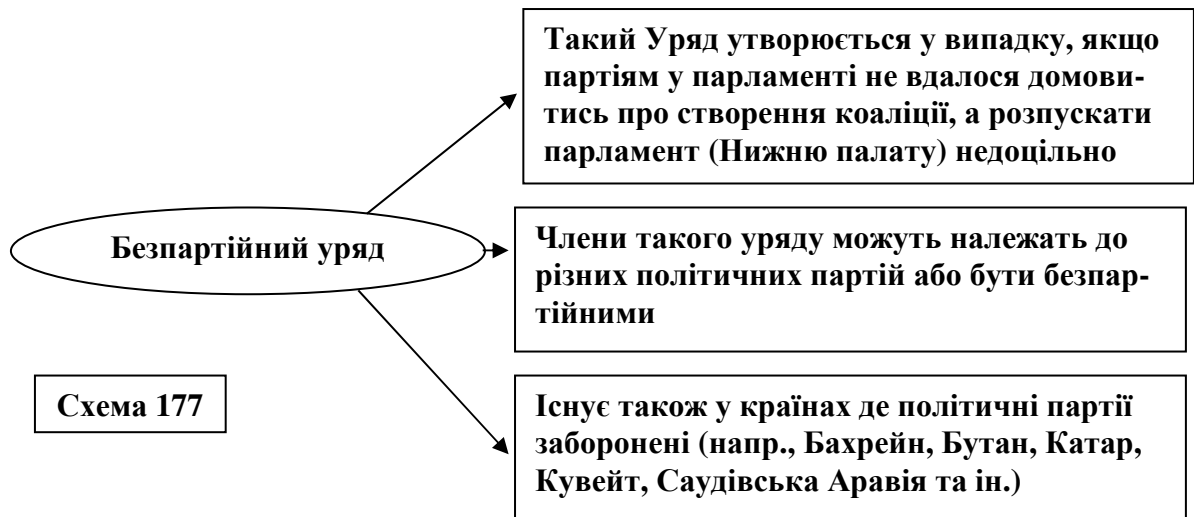 Такий Уряд утворюється у випадку, якщо
партіям у парламенті не вдалося домови-
тись про створення коаліції, а розпускати
парламент (Нижню палату) недоцільно
Безпартійний уряд
Члени такого уряду можуть належать до
різних політичних партій або бути безпар-
тійними
Схема 177
Існує також у країнах де політичні партії
заборонені (напр., Бахрейн, Бутан, Катар,
Кувейт, Саудівська Аравія та ін.)